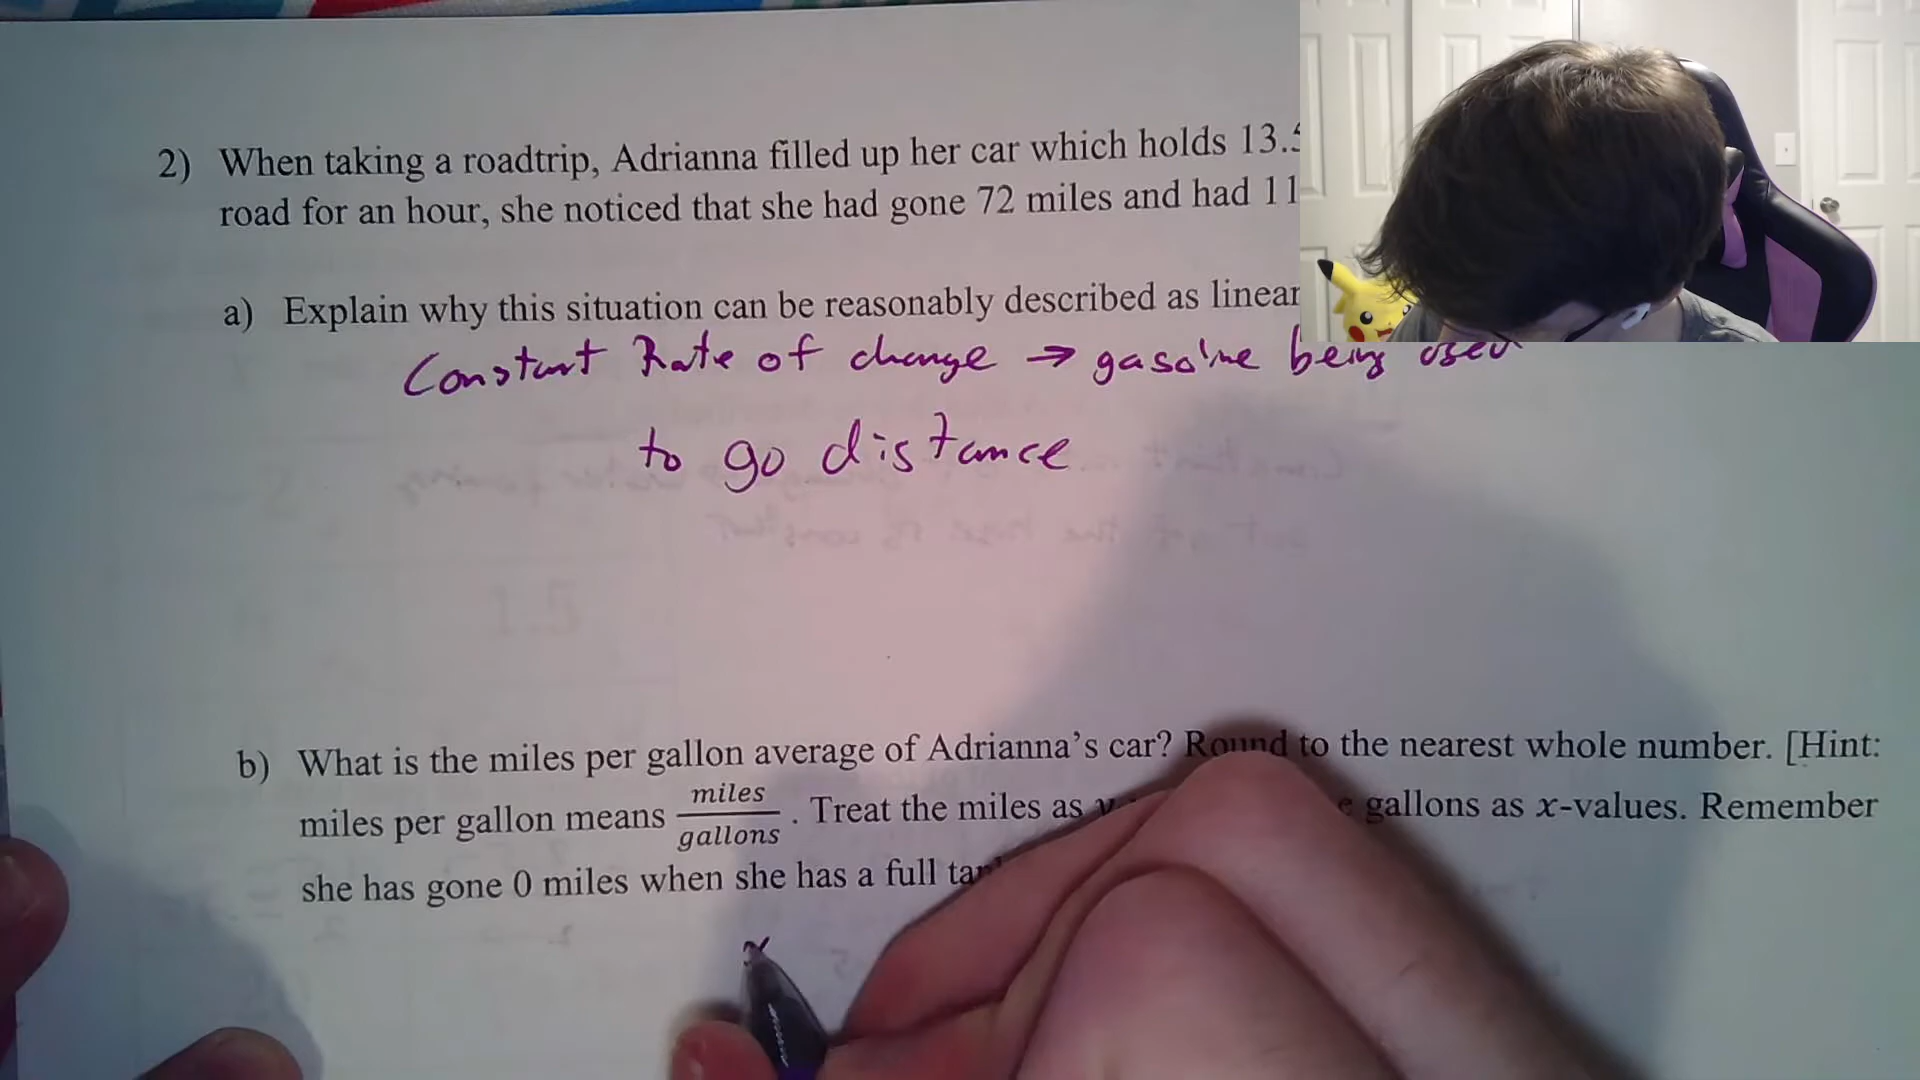 2) When taking a roadtrip, Adrianna filled up her car which holds 13.5
road for an hour, she noticed that she had gone 72 miles and had 11
a) Explain why this situation can be reasonably described as linear
Constant Rate of change → gasoline being used
to go distance
b) What is the miles per gallon average of Adrianna's car? Round to the nearest whole number. [Hint:
miles per gallon means miles/gallons. Treat the miles as gallons as x-values. Remember
she has gone 0 miles when she has a full
x